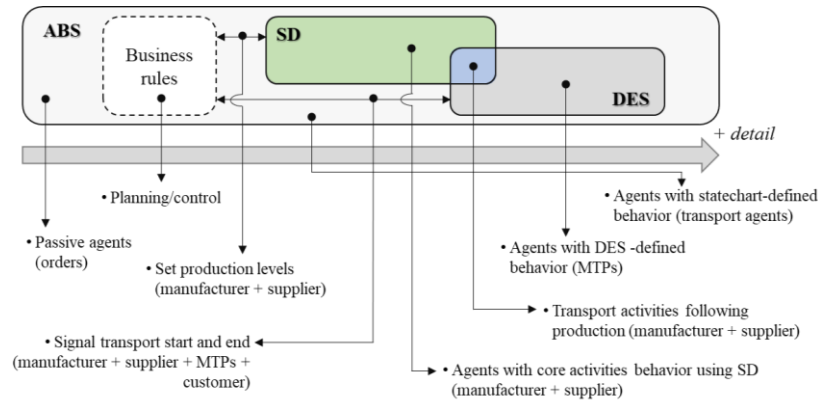 ABS
SD
Business
rules
DES
+ detail
• Planning/control
• Agents with statechart-defined
behavior (transport agents)
• Passive agents
(orders)
• Agents with DES -defined
behavior (MTPs)
• Set production levels
(manufacturer + supplier)
• Transport activities following
production (manufacturer + supplier)
• Signal transport start and end
(manufacturer + supplier + MTPs +
customer)
• Agents with core activities behavior using SD
(manufacturer + supplier)